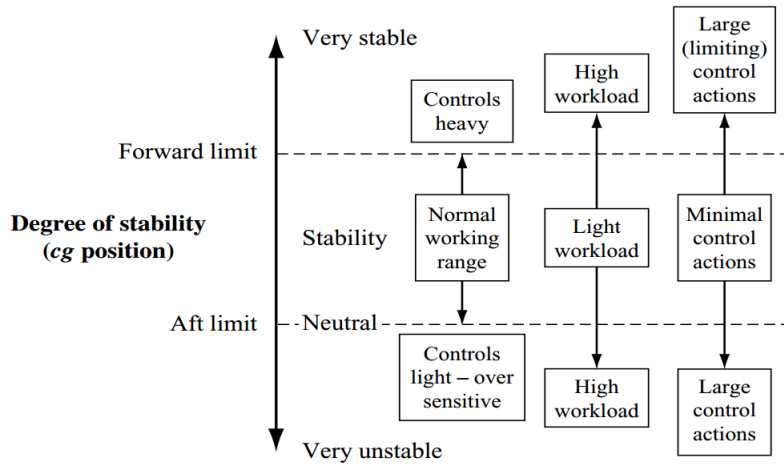 Very stable
Large
(limiting)
control
actions
High
workload
Controls
heavy
Forward limit
Degree of stability
(cg position)
Stability
Normal
working
range
Light
workload
Minimal
control
actions
Aft limit
Neutral
Controls
light – over
sensitive
High
workload
Large
control
actions
Very unstable